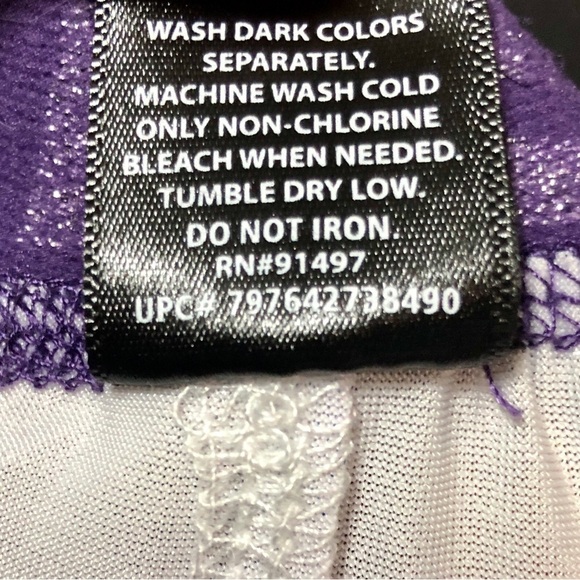 WASH DARK COLORS
SEPARATELY.
MACHINE WASH COLD
ONLY NON-CHLORINE
BLEACH WHEN NEEDED.
TUMBLE DRY LOW.
DO NOT IRON.
RN#91497
UPC# 797642738490